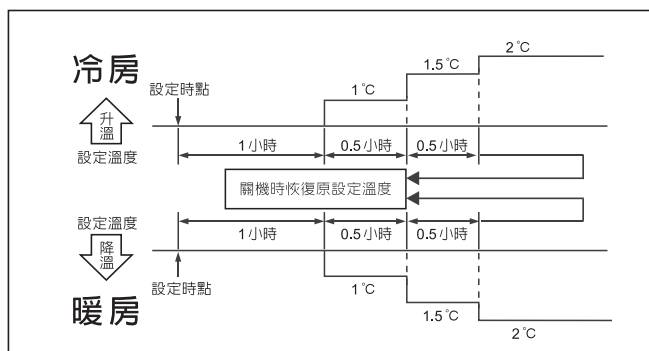 冷房
升溫
設定溫度
設定時點
1℃
1.5℃
2℃
1小時
0.5小時
0.5小時
關機時恢復原設定溫度
設定溫度
降溫
暖房
1小時
0.5小時
0.5小時
設定時點
1℃
1.5℃
2℃